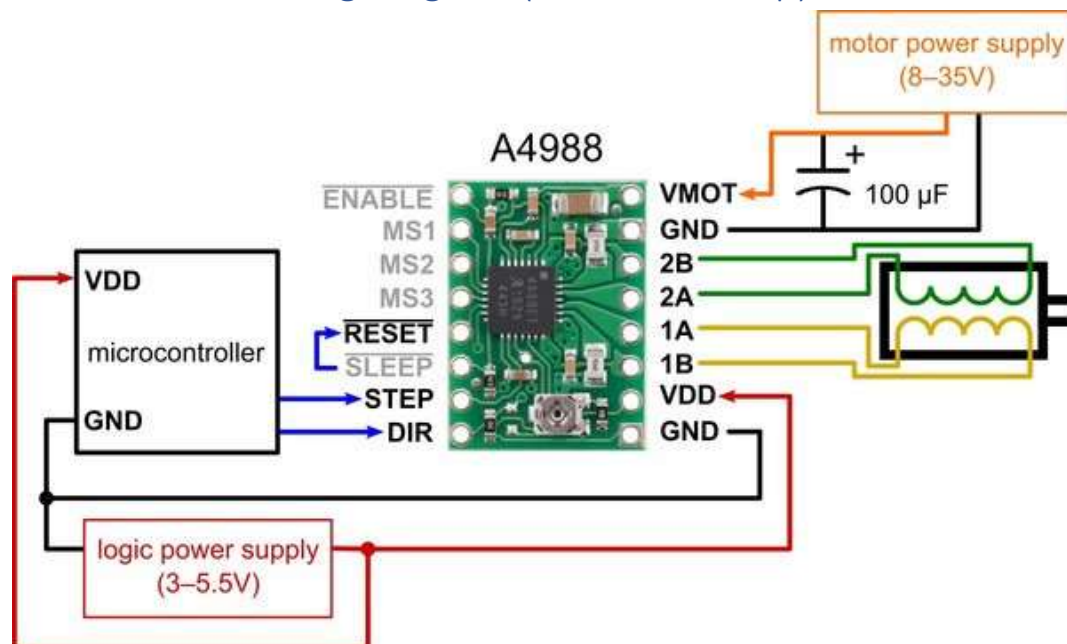 motor power supply
(8–35V)
A4988
+
100 µF
ENABLE
MS1
MS2
MS3
RESET
SLEEP
STEP
DIR
VMOT
GND
2B
2A
1A
1B
VDD
GND
VDD
microcontroller
GND
logic power supply
(3–5.5V)